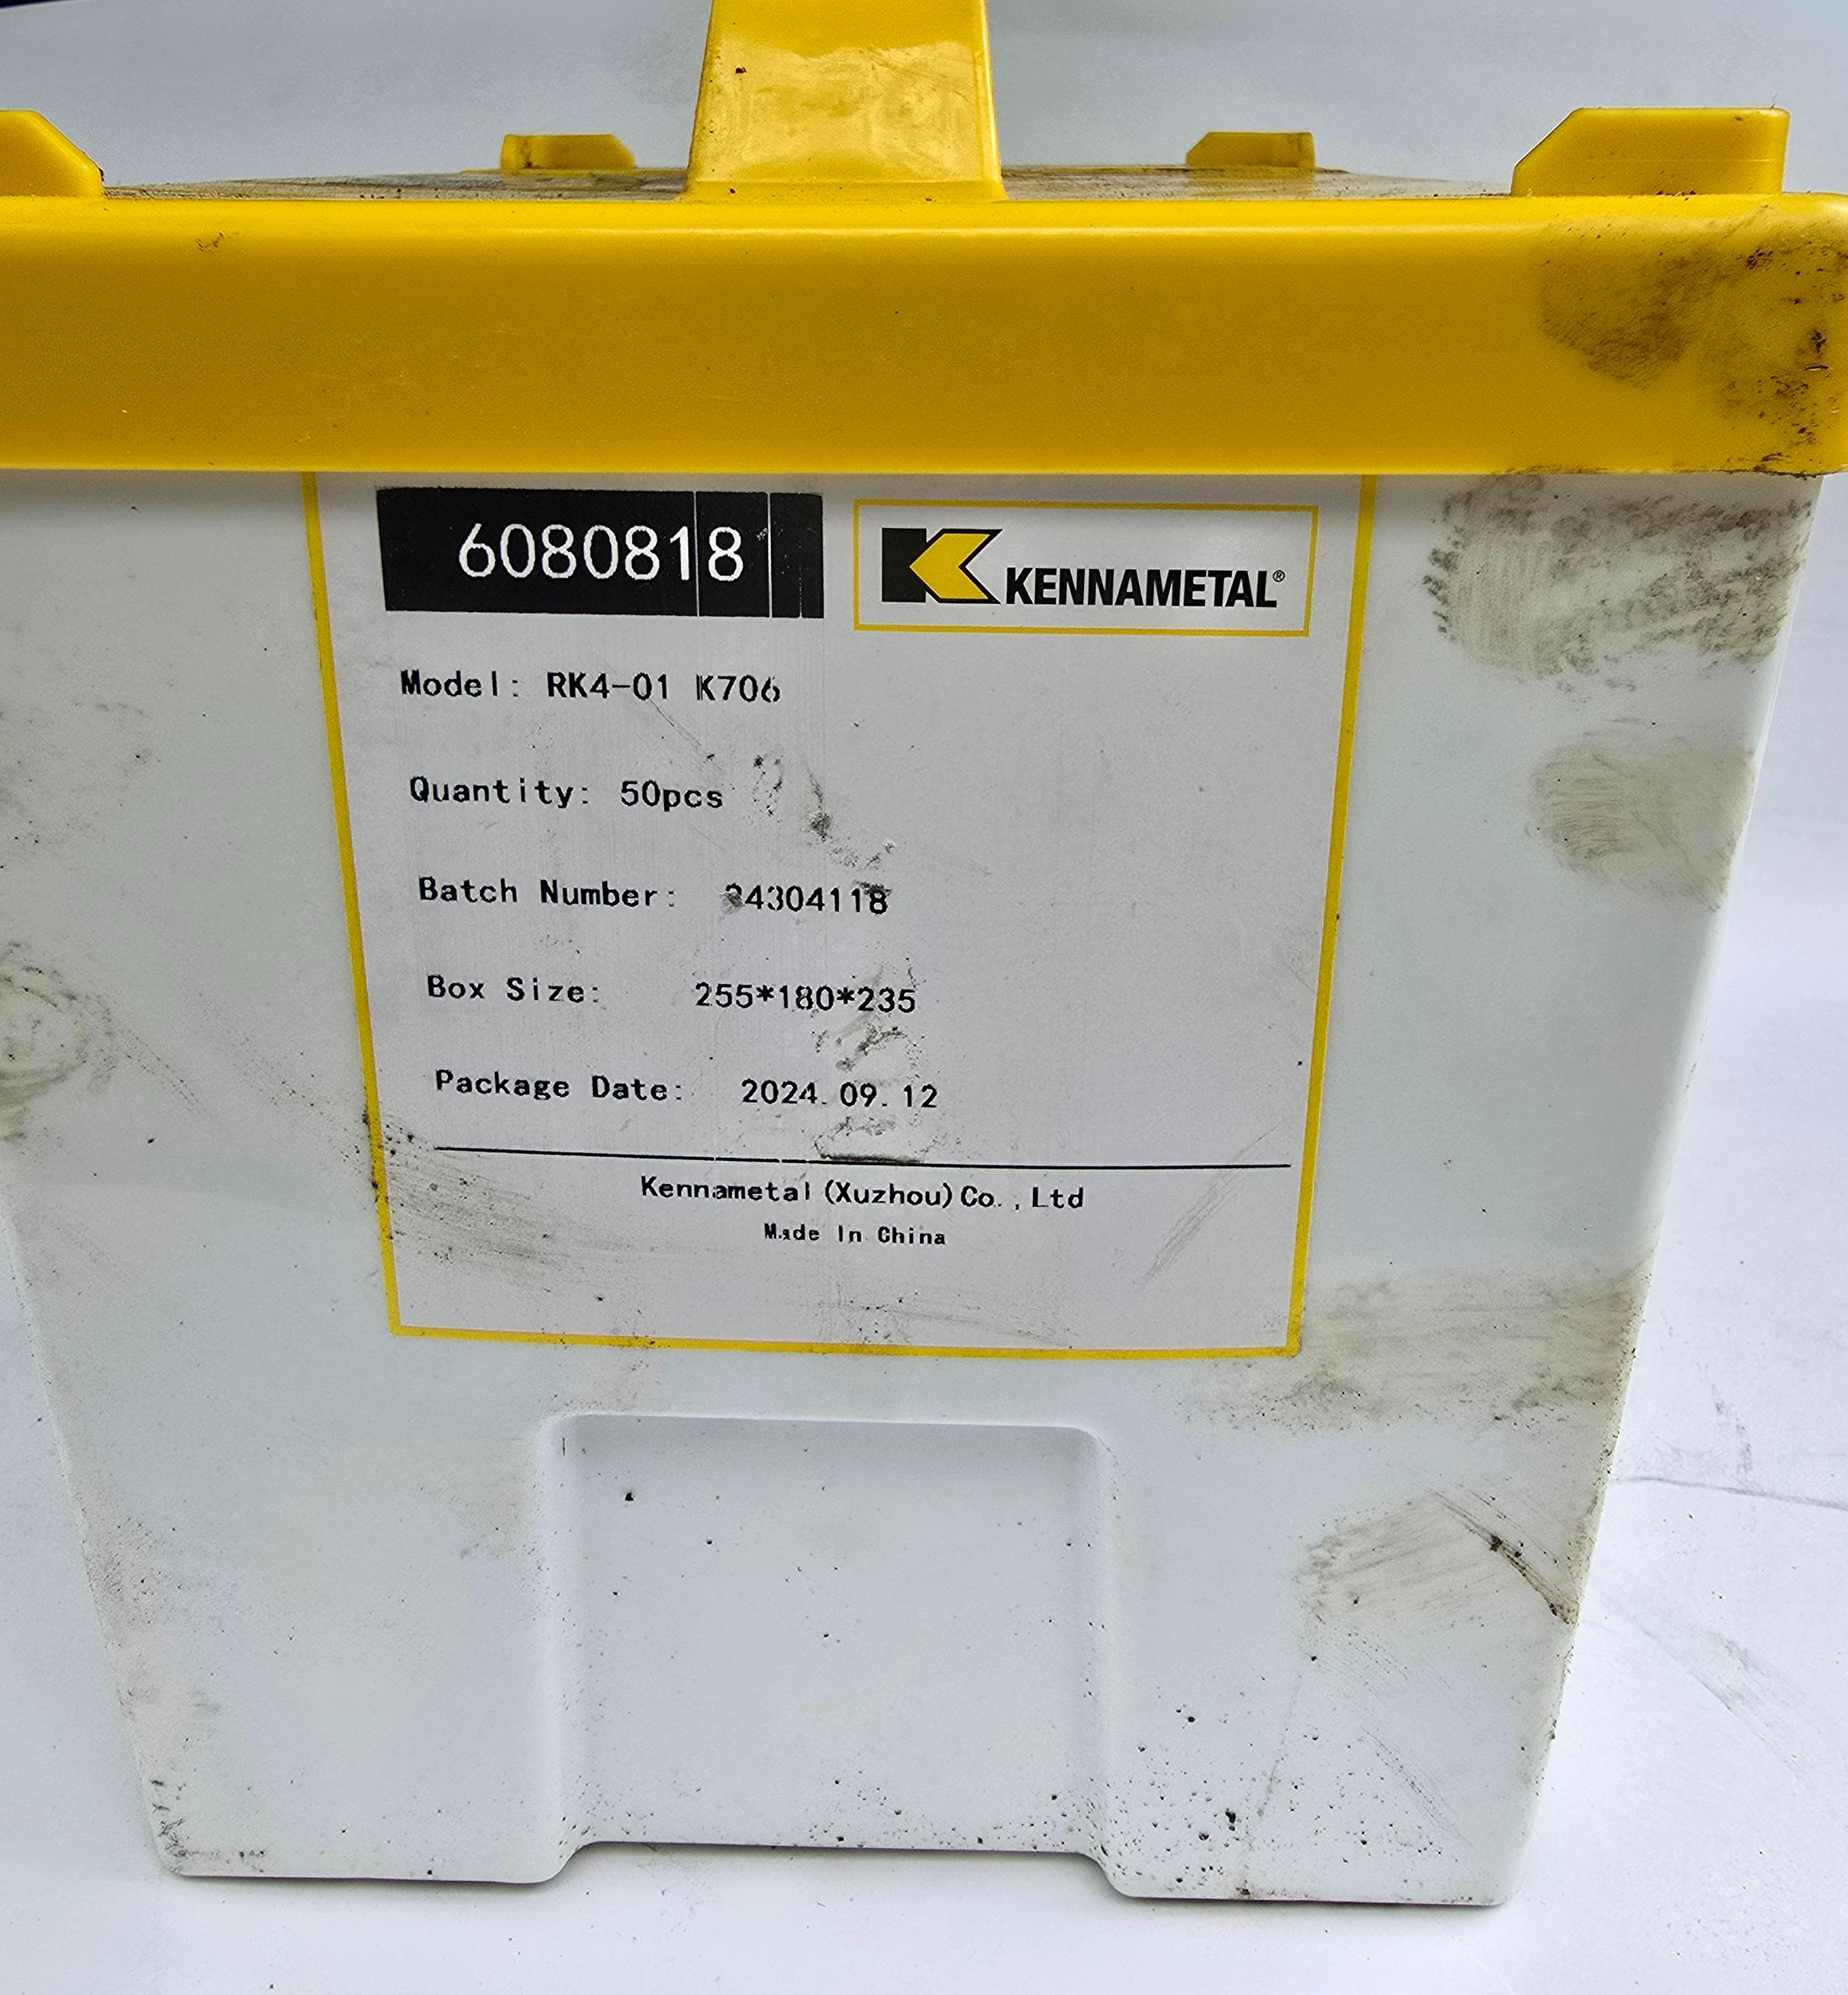 6080818
KENNAMETAL®
Model: RK4-01 K706
Quantity: 50pcs
Batch Number: 24304118
Box Size: 255*180*235
Package Date: 2024.09.12
Kennametal (Xuzhou) Co.,Ltd
Made In China